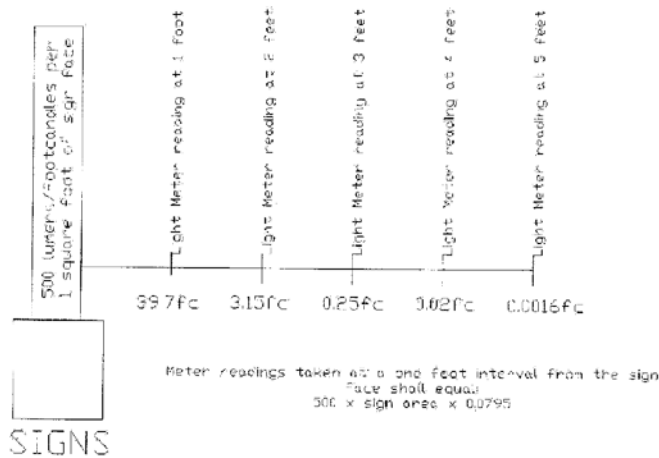 500 lumens/footcandles per
1 square foot of sign face
Light Meter reading at 1 foot
Light Meter reading at 2 feet
Light Meter reading at 3 feet
Light Meter reading at 4 feet
Light Meter reading at 5 feet
39.7fc 3.15fc 0.25fc 0.02fc 0.0016fc
Meter readings taken at a one foot interval from the sign
face shall equal:
500 x sign area x 0.0795
SIGNS